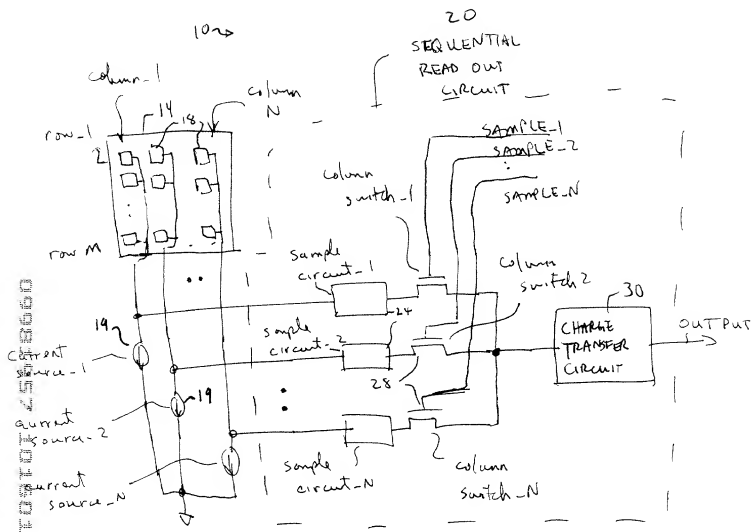 10
20
SEQUENTIAL
READ OUT
CIRCUIT
column_1
column
N
14
18
row_1
2
row M
SAMPLE_1
SAMPLE_2
:
SAMPLE_N
column
switch_1
sample
circuit_1
column
switch 2
24
sample
circuit_2
28
30
CHARGE
TRANSFER
CIRCUIT
OUTPUT
19
current
source_1
19
current
source_2
current
source_N
sample
circuit_N
column
switch_N